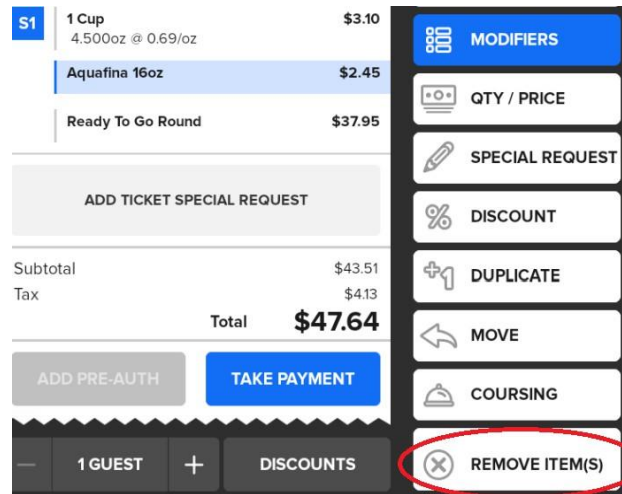 S1
1 Cup $3.10
4.500oz @ 0.69/oz
Aquafina 16oz $2.45
Ready To Go Round $37.95
ADD TICKET SPECIAL REQUEST
Subtotal $43.51
Tax $4.13
Total $47.64
ADD PRE-AUTH
TAKE PAYMENT
1 GUEST
DISCOUNTS
MODIFIERS
QTY / PRICE
SPECIAL REQUEST
DISCOUNT
DUPLICATE
MOVE
COURSING
REMOVE ITEM(S)